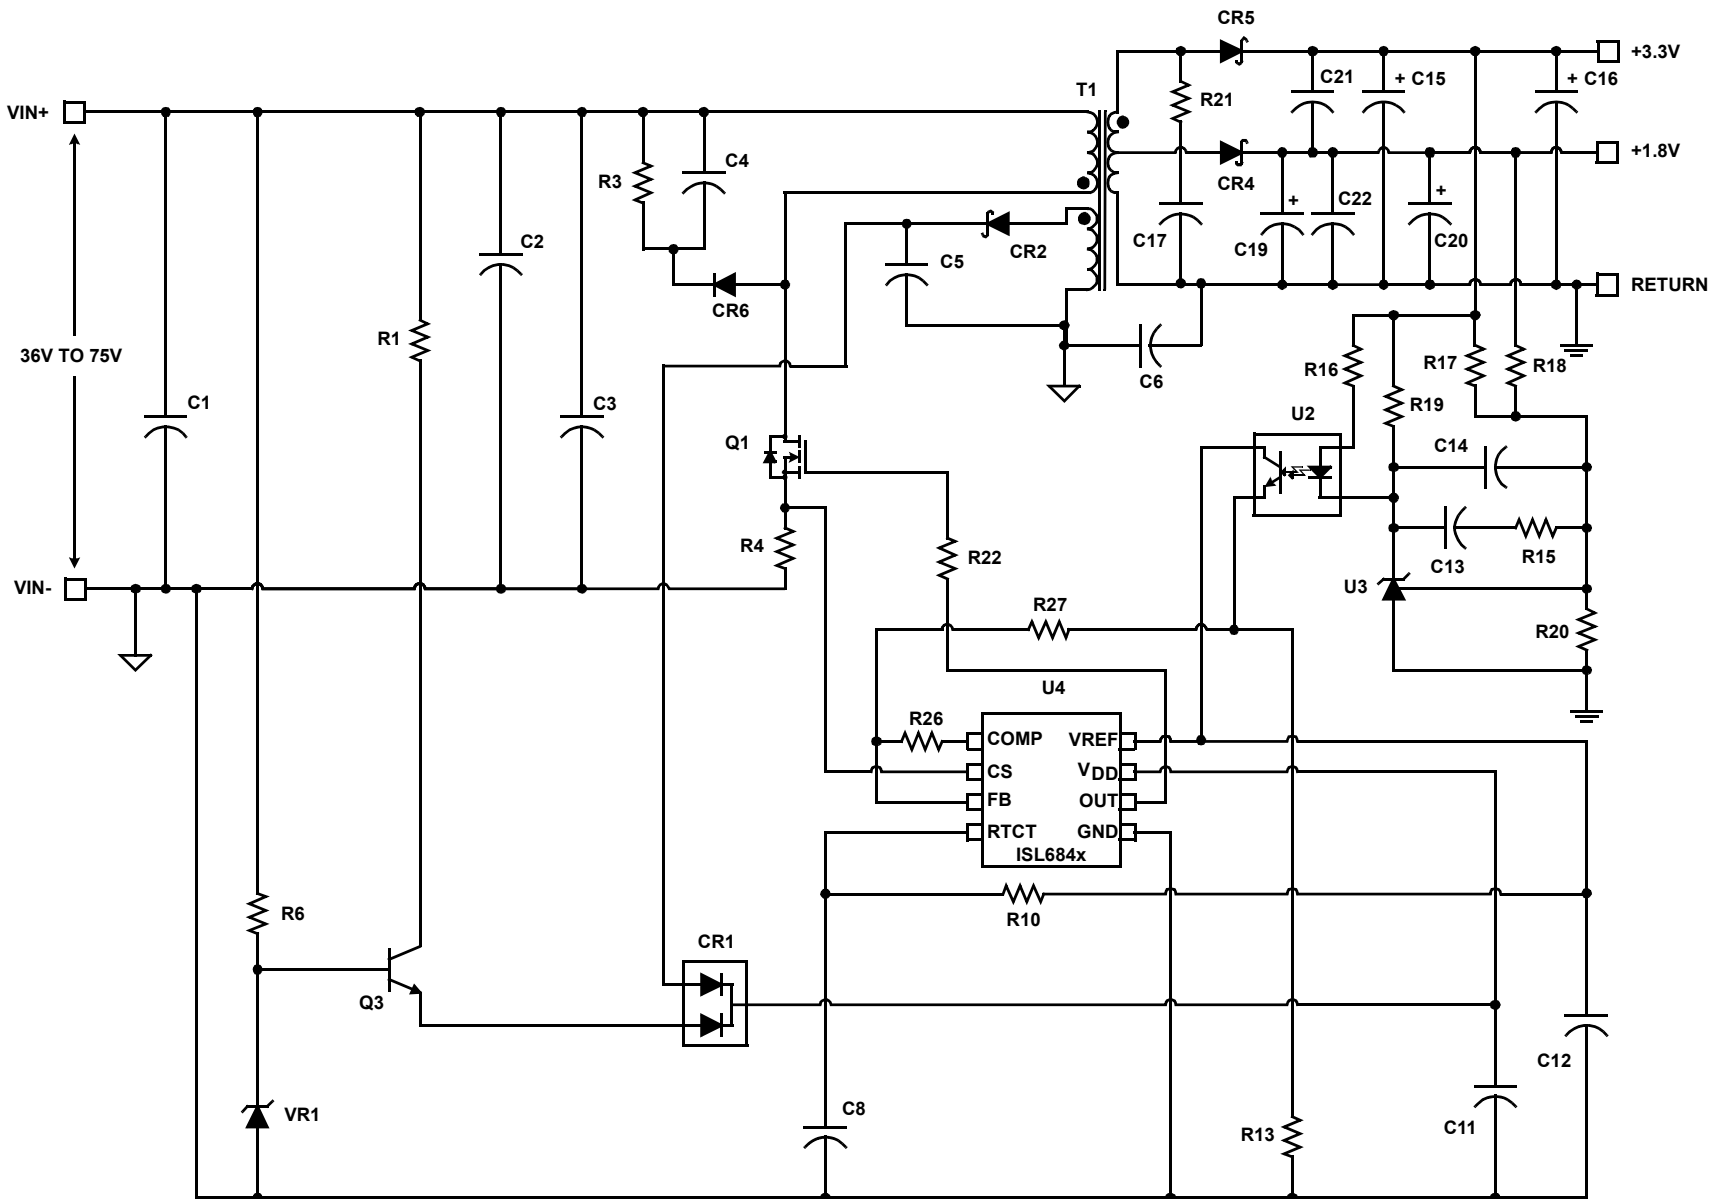 CR5
+3.3V
C21
+ C15
+ C16
T1
R21
VIN+
+1.8V
C4
R3
CR4
+
C22
+
C17
C19
C20
C2
C5
CR2
RETURN
CR6
R1
36V TO 75V
R16
R17
R18
C6
C1
C3
R19
U2
Q1
C14
R4
R22
R15
C13
VIN-
U3
R27
R20
U4
R26
COMP
VREF
CS
VDD
FB
OUT
RTCT
GND
ISL684x
R6
R10
CR1
Q3
C12
VR1
C8
C11
R13